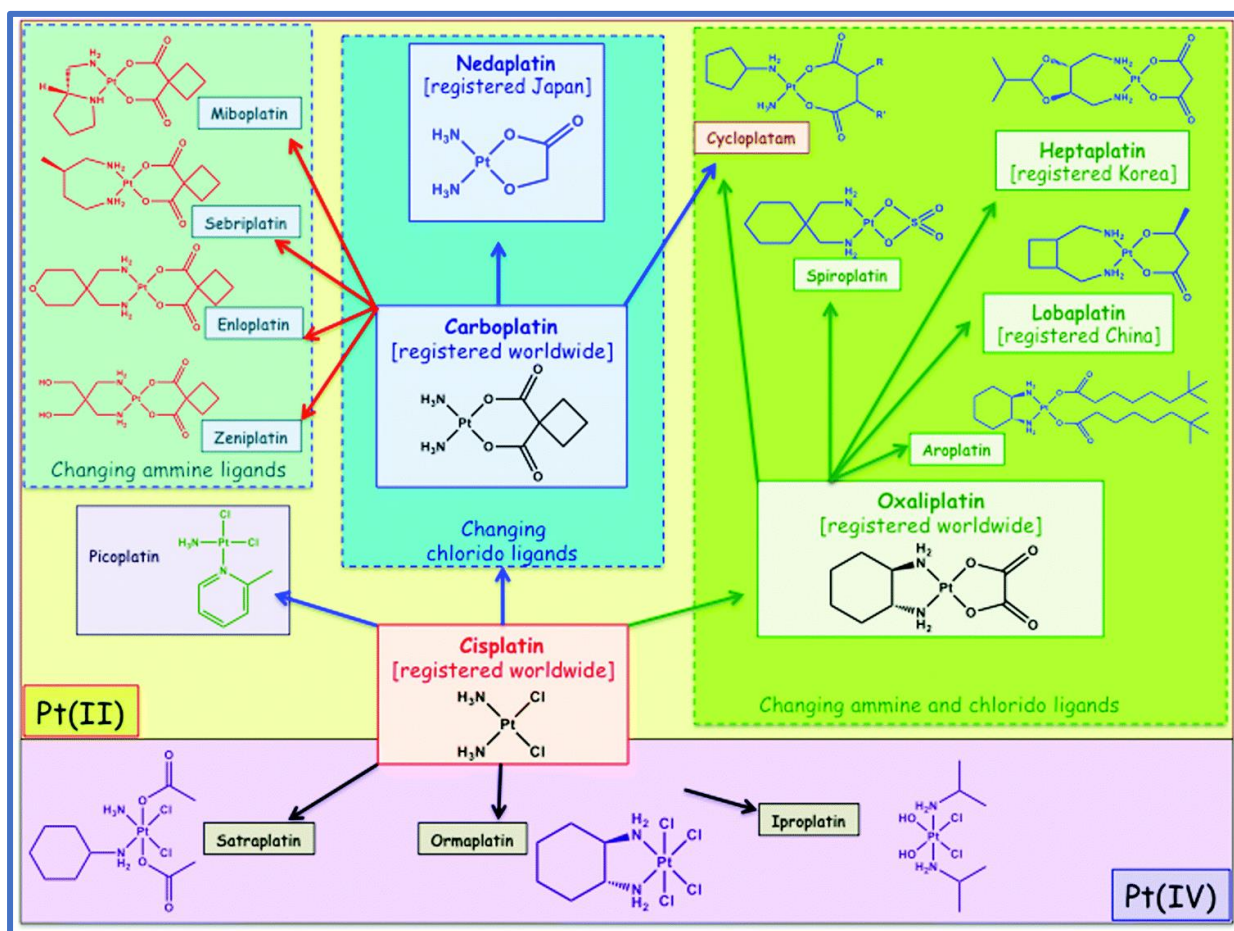 Miboplatin
Sebriplatin
Enloplatin
Zeniplatin
Changing ammine ligands
Nedaplatin
[registered Japan]
Carboplatin
[registered worldwide]
Changing
chlorido ligands
Cycloplatam
Heptaplatin
[registered Korea]
Spiroplatin
Lobaplatin
[registered China]
Aroplatin
Oxaliplatin
[registered worldwide]
Changing ammine and chlorido ligands
Picoplatin
Cisplatin
[registered worldwide]
Pt(II)
Satraplatin
Ormaplatin
Iproplatin
Pt(IV)